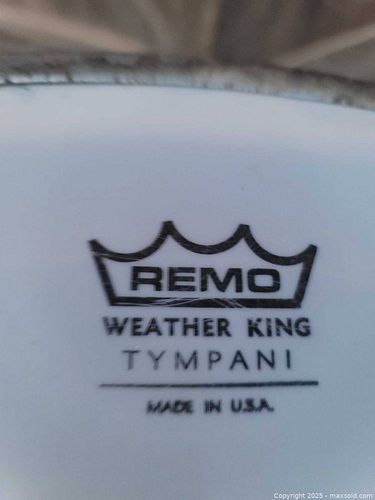 REMO
WEATHER KING
TYMPANI
MADE IN U.S.A.
Copyright © 2025 - maxsold.com